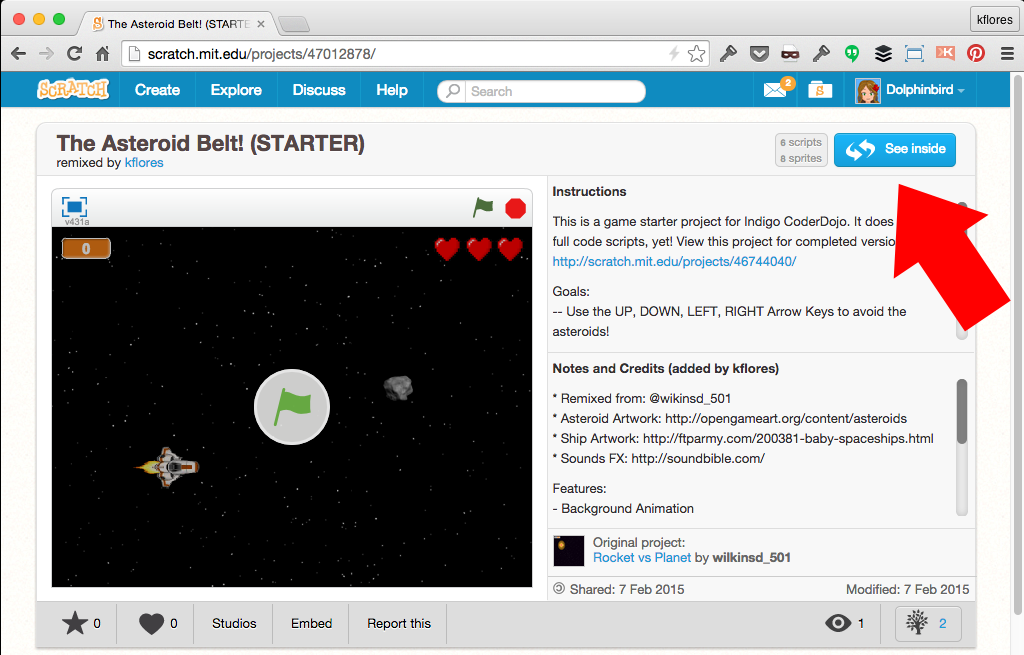 The Asteroid Belt! (STARTE
kflores
scratch.mit.edu/projects/47012878/
SCRATCH
Create
Explore
Discuss
Help
Search
2
S
Dolphinbird
The Asteroid Belt! (STARTER)
remixed by kflores
6 scripts
8 sprites
See inside
v431a
0
Instructions
This is a game starter project for Indigo CoderDojo. It does
full code scripts, yet! View this project for completed versio
http://scratch.mit.edu/projects/46744040/
Goals:
-- Use the UP, DOWN, LEFT, RIGHT Arrow Keys to avoid the
asteroids!
Notes and Credits (added by kflores)
* Remixed from: @wikinsd_501
* Asteroid Artwork: http://opengameart.org/content/asteroids
* Ship Artwork: http://ftparmy.com/200381-baby-spaceships.html
* Sounds FX: http://soundbible.com/
Features:
- Background Animation
Original project:
Rocket vs Planet by wilkinsd_501
© Shared: 7 Feb 2015
Modified: 7 Feb 2015
0
0
Studios
Embed
Report this
1
2